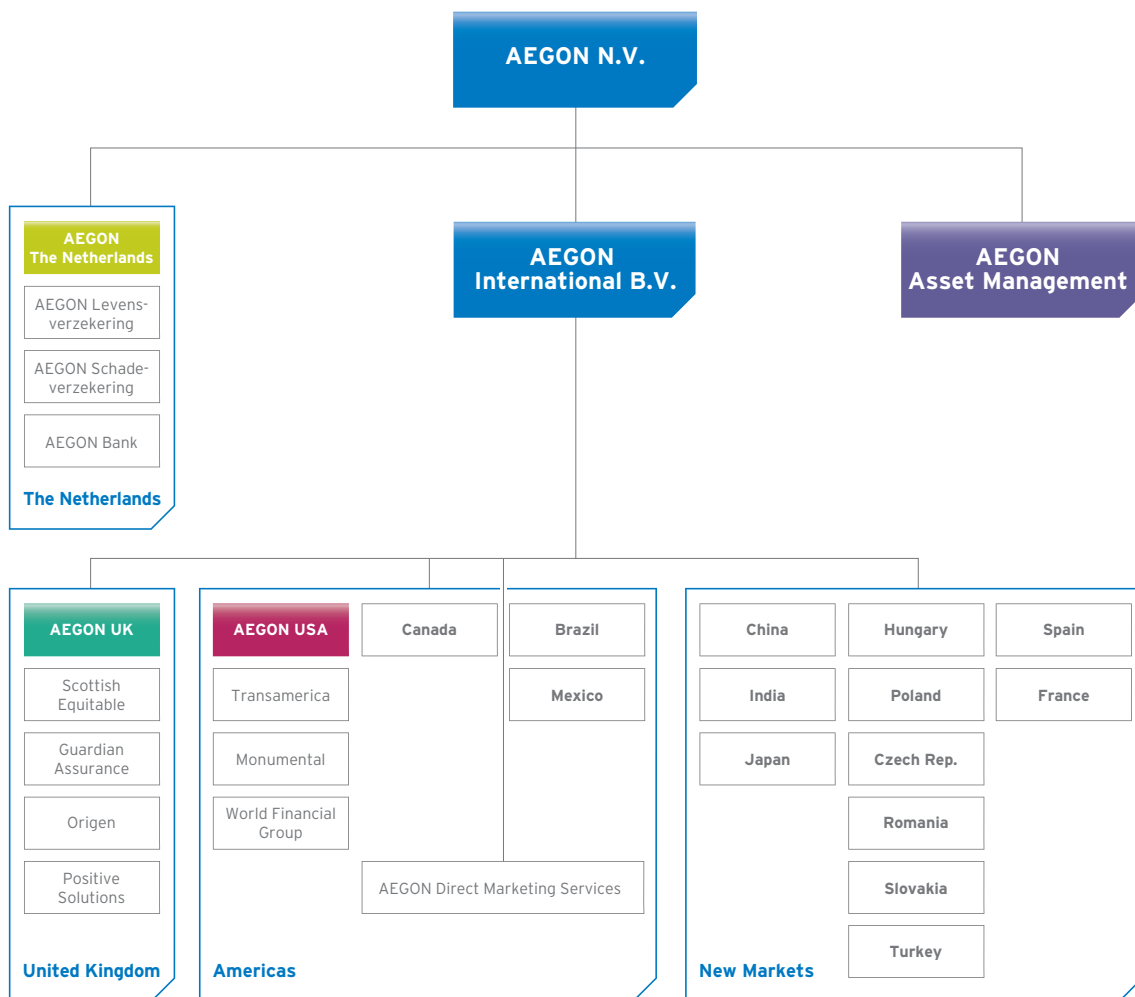 AEGON N.V.
AEGON
The Netherlands
AEGON Levens-
verzekering
AEGON Schade-
verzekering
AEGON Bank
The Netherlands
AEGON
International B.V.
AEGON
Asset Management
AEGON UK
Scottish
Equitable
Guardian
Assurance
Origen
Positive
Solutions
United Kingdom
AEGON USA
Transamerica
Monumental
World Financial
Group
Canada
Brazil
Mexico
AEGON Direct Marketing Services
Americas
China
India
Japan
Hungary
Poland
Czech Rep.
Romania
Slovakia
Turkey
Spain
France
New Markets